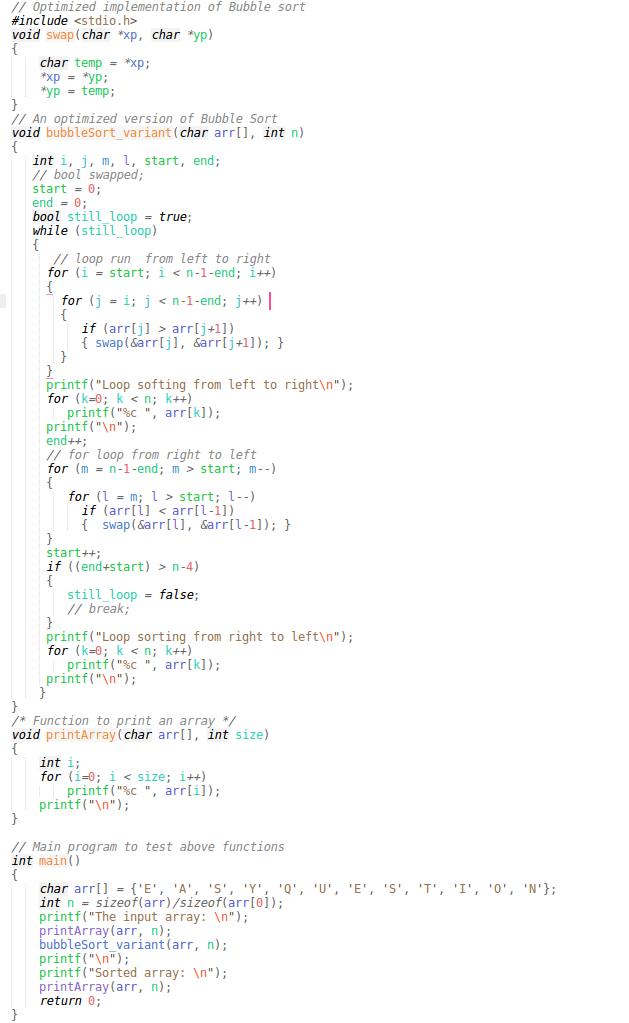 // Optimized implementation of Bubble sort
#include <stdio.h>
void swap(char *xp, char *yp)
{
    char temp = *xp;
    *xp = *yp;
    *yp = temp;
}
// An optimized version of Bubble Sort
void bubbleSort_variant(char arr[], int n)
{
   int i, j, m, l, start, end;
   // bool swapped;
   start = 0;
   end = 0;
   bool still_loop = true;
   while (still_loop)
   {
      // loop run  from left to right
     for (i = start; i < n-1-end; i++)
     {
       for (j = i; j < n-1-end; j++)
       {
          if (arr[j] > arr[j+1])
          { swap(&arr[j], &arr[j+1]); }
       }
     }
     printf("Loop softing from left to right\n");
     for (k=0; k < n; k++)
        printf("%c ", arr[k]);
     printf("\n");
     end++;
     // for loop from right to left
     for (m = n-1-end; m > start; m--)
     {
        for (l = m; l > start; l--)
          if (arr[l] < arr[l-1])
          {  swap(&arr[l], &arr[l-1]); }
     }
     start++;
     if ((end+start) > n-4)
     {
        still_loop = false;
        // break;
     }
     printf("Loop sorting from right to left\n");
     for (k=0; k < n; k++)
        printf("%c ", arr[k]);
     printf("\n");
    }
}
/* Function to print an array */
void printArray(char arr[], int size)
{
    int i;
    for (i=0; i < size; i++)
        printf("%c ", arr[i]);
    printf("\n");
}

// Main program to test above functions
int main()
{
    char arr[] = {'E', 'A', 'S', 'Y', 'Q', 'U', 'E', 'S', 'T', 'I', 'O', 'N'};
    int n = sizeof(arr)/sizeof(arr[0]);
    printf("The input array: \n");
    printArray(arr, n);
    bubbleSort_variant(arr, n);
    printf("\n");
    printf("Sorted array: \n");
    printArray(arr, n);
    return 0;
}